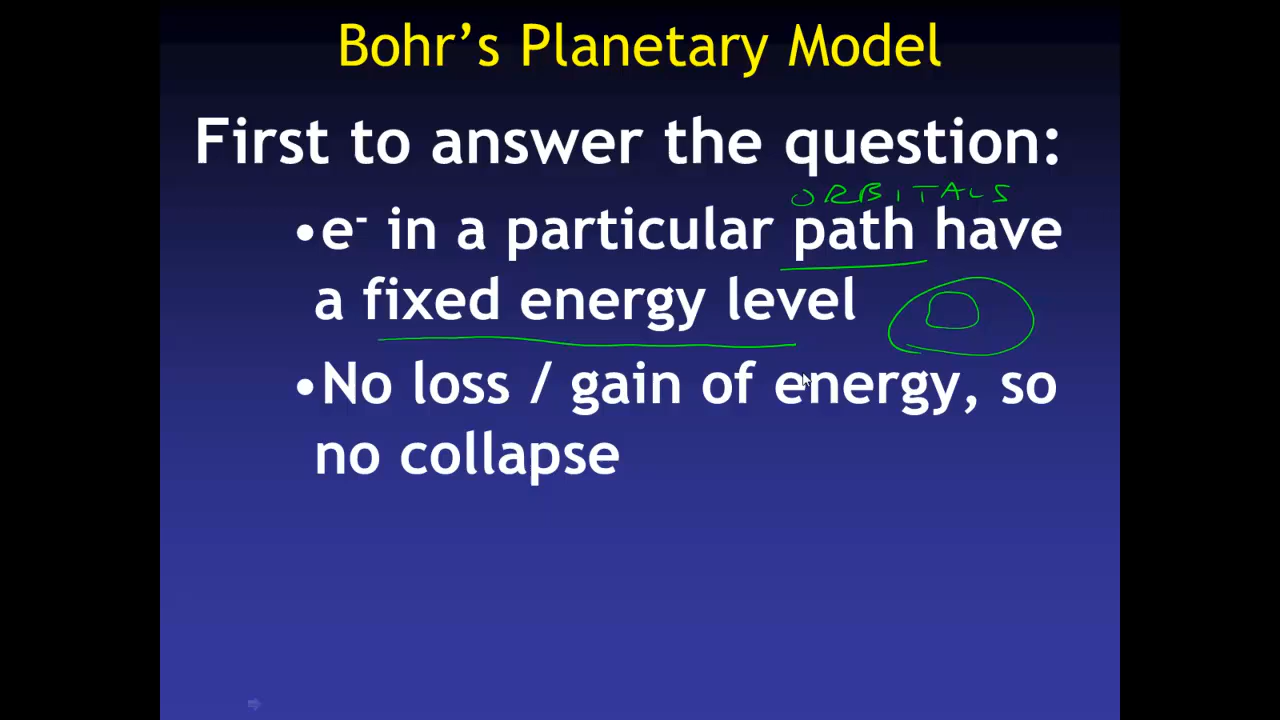 Bohr's Planetary Model
First to answer the question:
ORBITALS
•e- in a particular path have
a fixed energy level
•No loss / gain of energy, so
no collapse